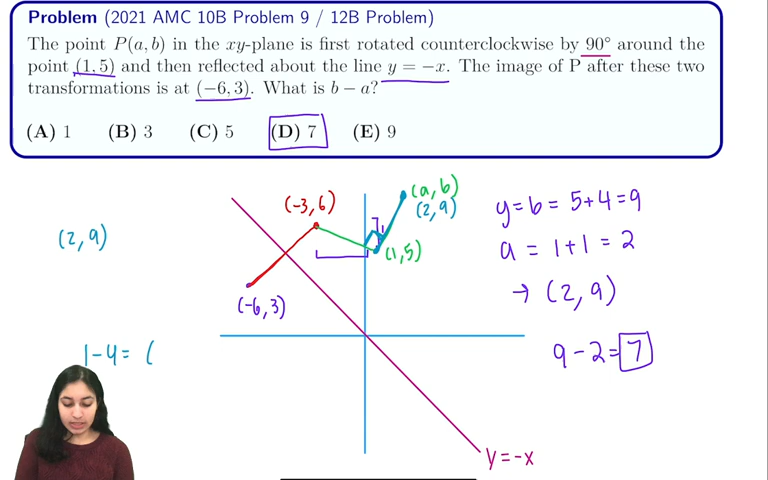 Problem (2021 AMC 10B Problem 9 / 12B Problem)
The point P(a, b) in the xy-plane is first rotated counterclockwise by 90° around the
point (1, 5) and then reflected about the line y = −x. The image of P after these two
transformations is at (−6, 3). What is b − a?
(A) 1 (B) 3 (C) 5 (D) 7 (E) 9
(a, b)
(-3, 6)
(2, 9)
y = b = 5+4 = 9
(2, 9)
(1, 5)
a = 1+1 = 2
(-6, 3)
→ (2, 9)
1-4 = (
9-2 = 7
y = -x